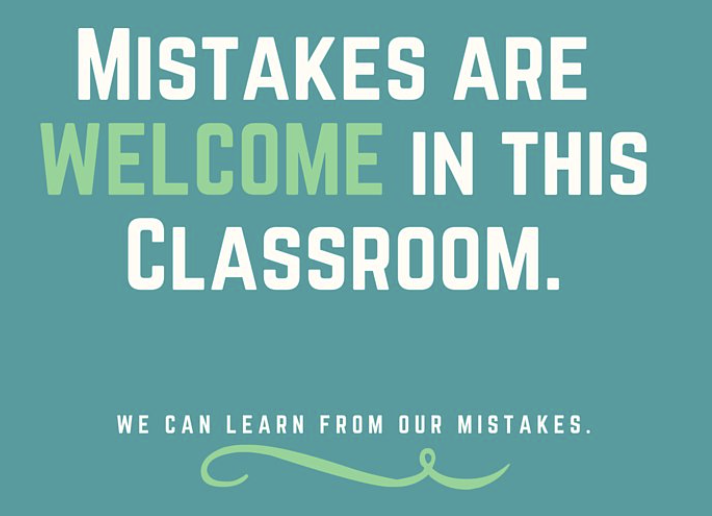 Mistakes are
WELCOME in this
Classroom.
WE CAN LEARN FROM OUR MISTAKES.